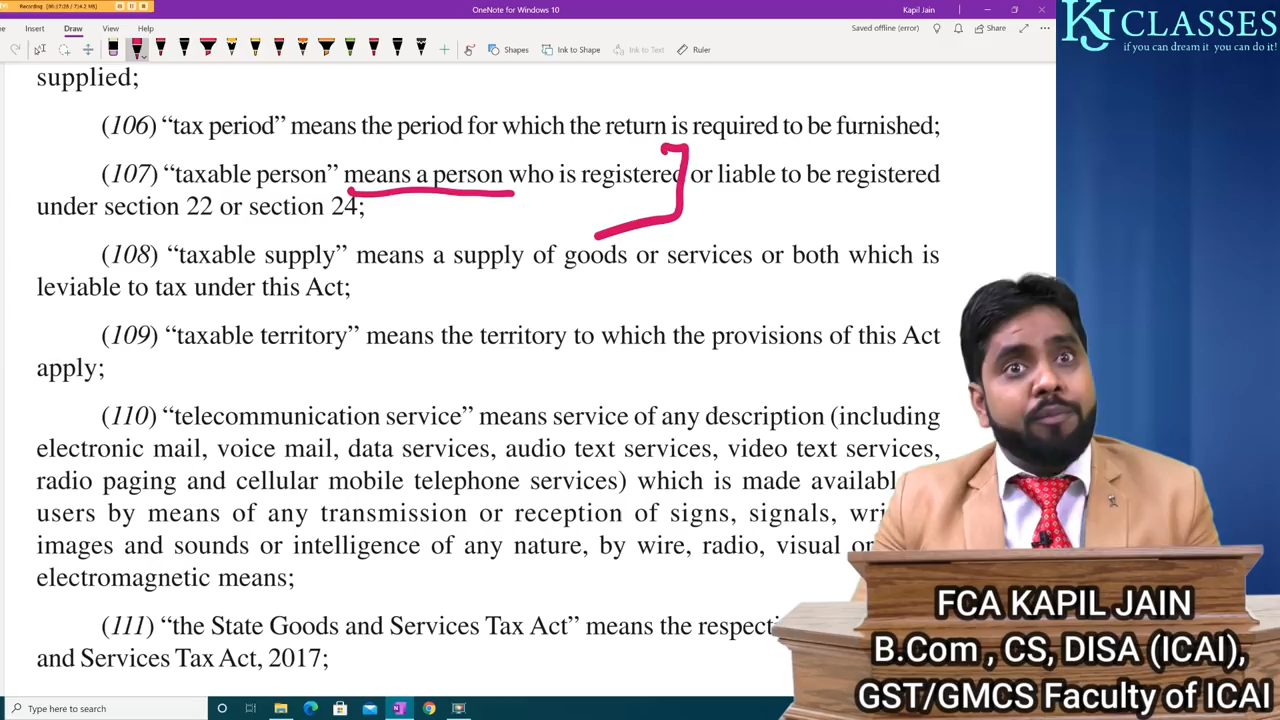 Recording [00:17:25 / 714.2 MB]
OneNote for Windows 10
Kapil Jain
Insert Draw View Help
Saved offline (error)
Share
Shapes Ink to Shape Ink to Text Ruler
KJ CLASSES
if you can dream it you can do it!
supplied;
(106) “tax period” means the period for which the return is required to be furnished;
(107) “taxable person” means a person who is registered or liable to be registered
under section 22 or section 24;
(108) “taxable supply” means a supply of goods or services or both which is
leviable to tax under this Act;
(109) “taxable territory” means the territory to which the provisions of this Act
apply;
(110) “telecommunication service” means service of any description (including
electronic mail, voice mail, data services, audio text services, video text services,
radio paging and cellular mobile telephone services) which is made availabl
users by means of any transmission or reception of signs, signals, wri
images and sounds or intelligence of any nature, by wire, radio, visual or
electromagnetic means;
(111) “the State Goods and Services Tax Act” means the respecti
and Services Tax Act, 2017;
FCA KAPIL JAIN
B.Com , CS, DISA (ICAI),
GST/GMCS Faculty of ICAI
Type here to search